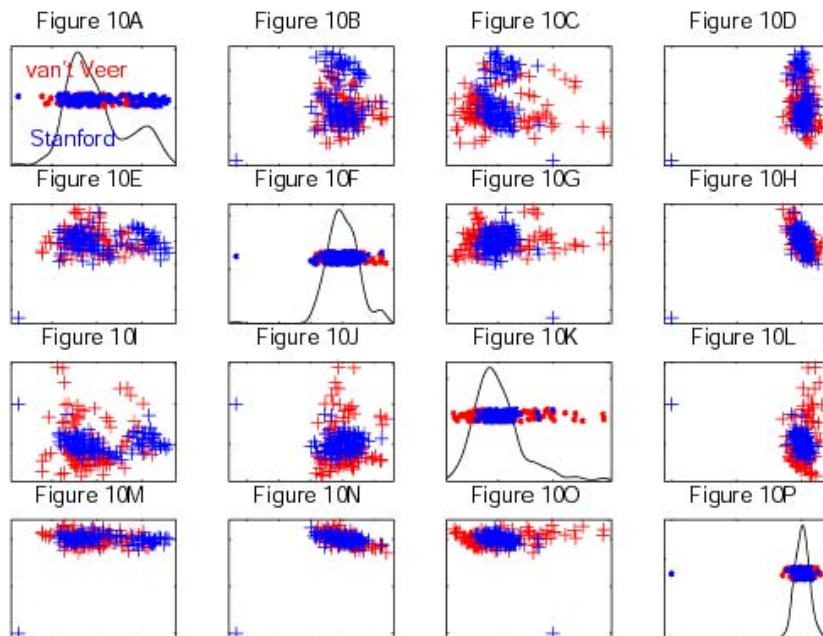 Figure 10A
Figure 10B
Figure 10C
Figure 10D
van't Veer
Stanford
Figure 10E
Figure 10F
Figure 10G
Figure 10H
Figure 10I
Figure 10J
Figure 10K
Figure 10L
Figure 10M
Figure 10N
Figure 10O
Figure 10P